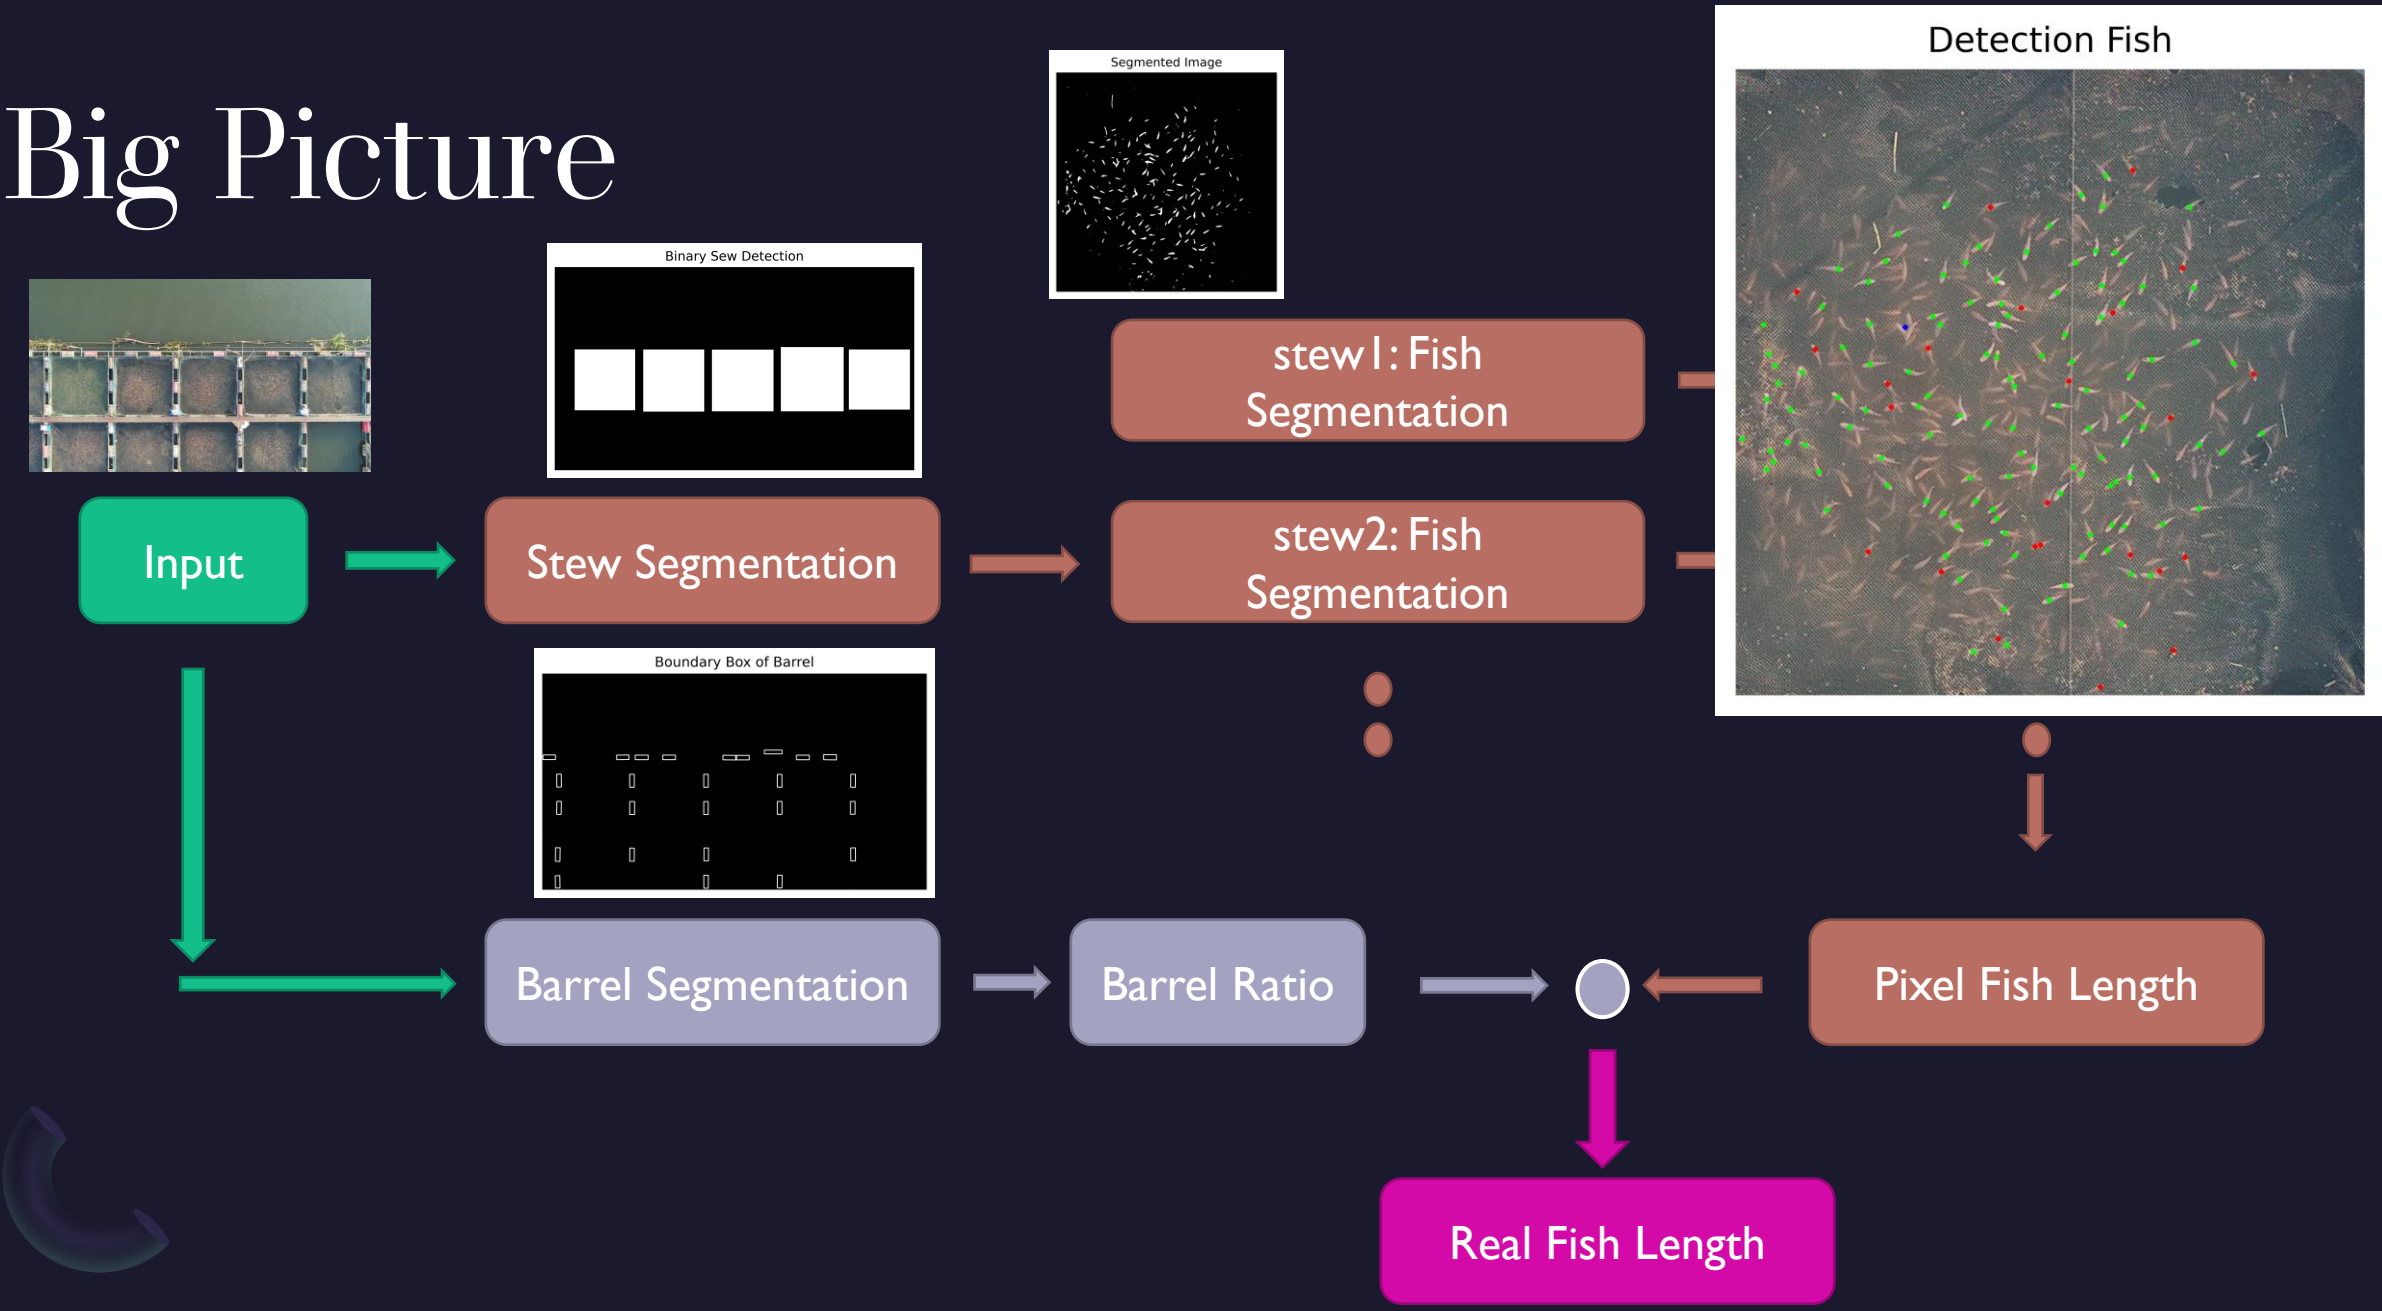 Big Picture
Segmented Image
Detection Fish
Binary Sew Detection
stew1: Fish
Segmentation
Input
Stew Segmentation
stew2: Fish
Segmentation
Boundary Box of Barrel
Barrel Segmentation
Barrel Ratio
Pixel Fish Length
Real Fish Length